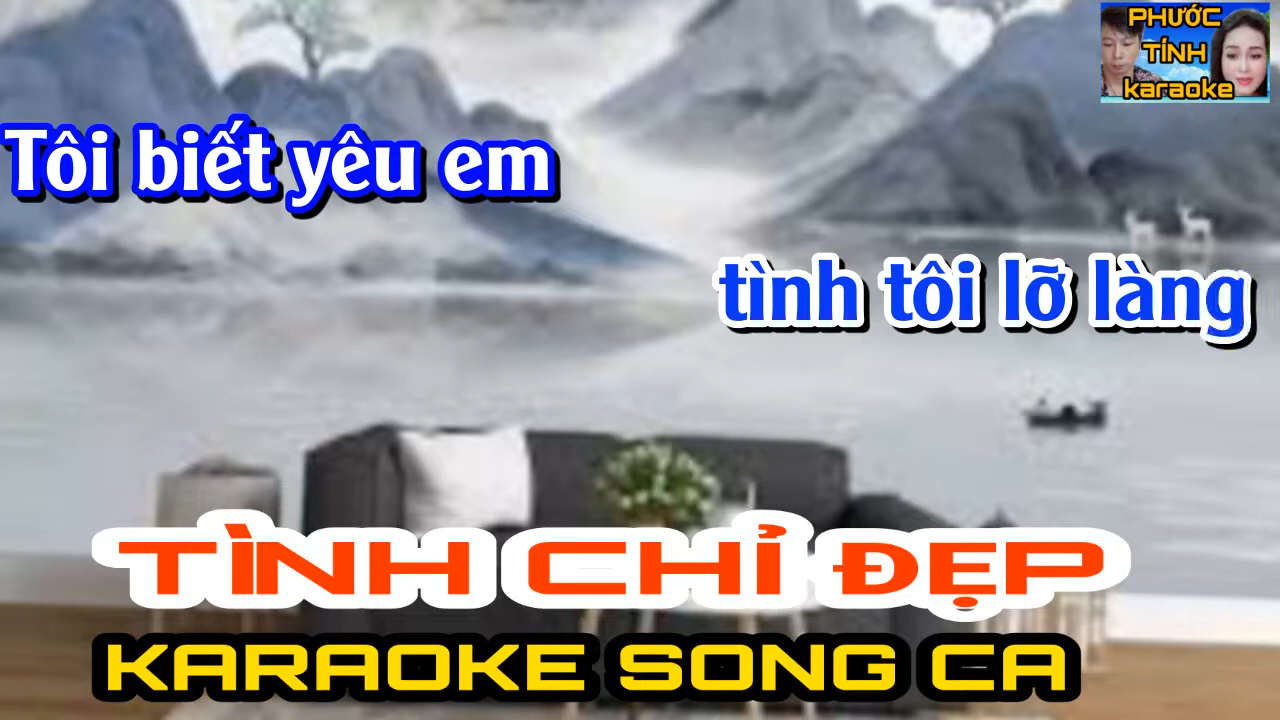 PHƯỚC
TÍNH
karaoke
Tôi biết yêu em
tình tôi lỡ làng
TÌNH CHỈ ĐẸP
KARAOKE SONG CA